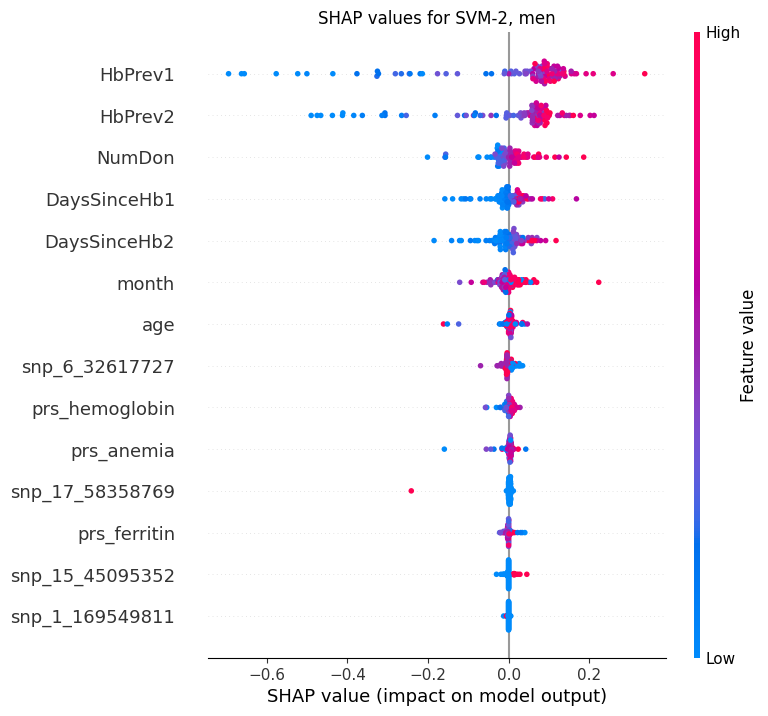 SHAP values for SVM-2, men
High
HbPrev1
HbPrev2
NumDon
DaysSinceHb1
DaysSinceHb2
month
age
snp_6_32617727
prs_hemoglobin
prs_anemia
snp_17_58358769
prs_ferritin
snp_15_45095352
snp_1_169549811
Feature value
Low
−0.6 −0.4 −0.2 0.0 0.2
SHAP value (impact on model output)